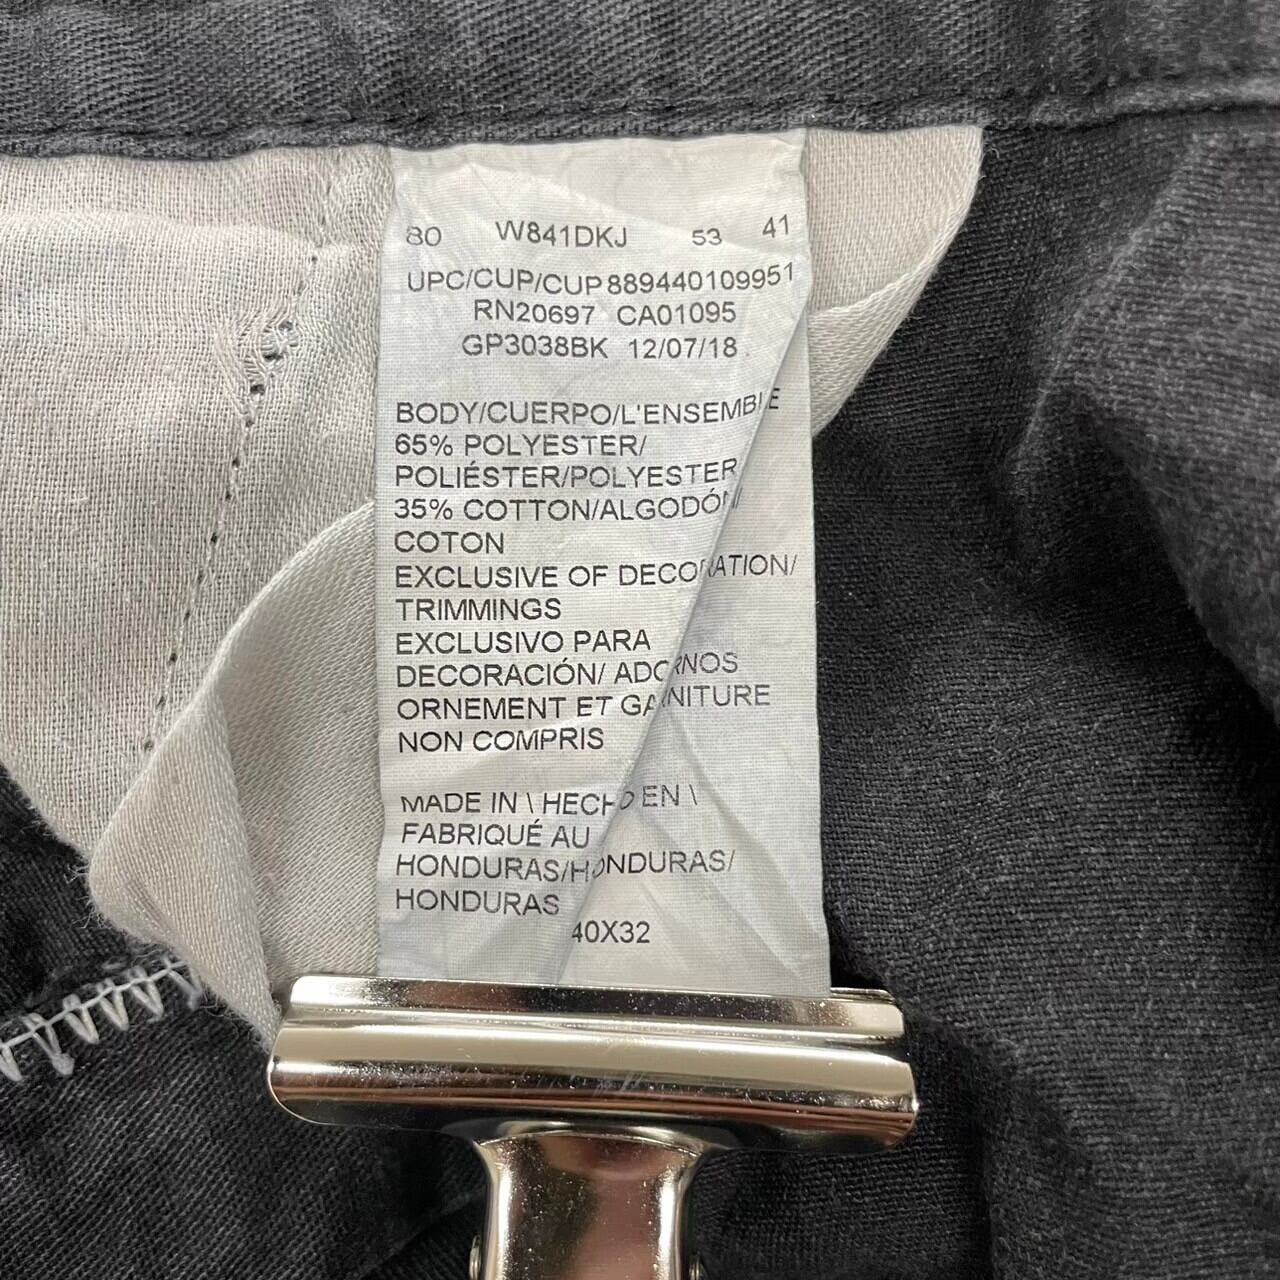 80 W841DKJ 53 41
UPC/CUP/CUP 889440109951
RN20697 CA01095
GP3038BK 12/07/18
BODY/CUERPO/L'ENSEMBLE
65% POLYESTER/
POLIÉSTER/POLYESTER
35% COTTON/ALGODÓN/
COTON
EXCLUSIVE OF DECORATION/
TRIMMINGS
EXCLUSIVO PARA
DECORACIÓN/ ADORNOS
ORNEMENT ET GARNITURE
NON COMPRIS
MADE IN \ HECHO EN \
FABRIQUÉ AU
HONDURAS/HONDURAS/
HONDURAS
40X32